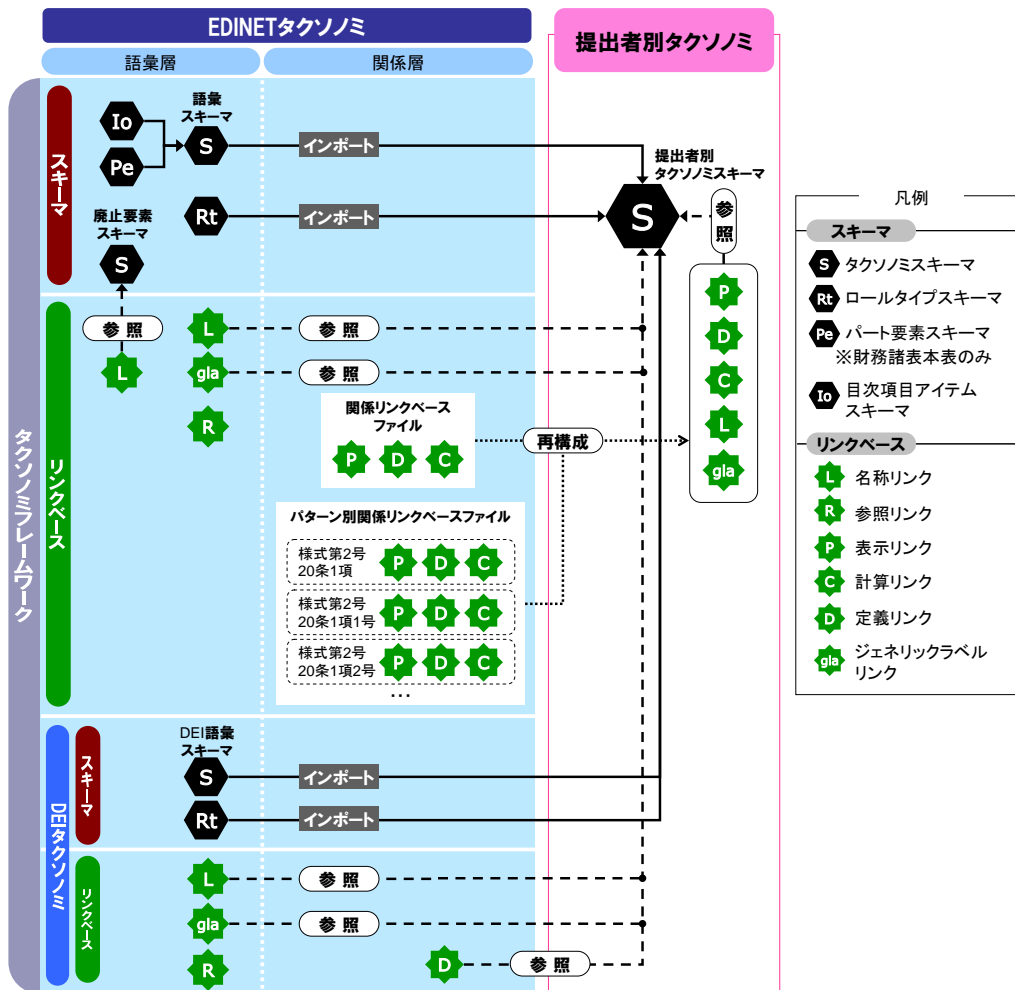 EDINETタクソノミ
提出者別タクソノミ
語彙層
関係層
タクソノミフレームワーク
スキーマ
Io
Pe
語彙
スキーマ
S
インポート
Rt
インポート
廃止要素
スキーマ
S
提出者別
タクソノミスキーマ
S
参照
リンクベース
参照
L
L
参照
gla
参照
R
関係リンクベース
ファイル
P D C
再構成
P
D
C
L
gla
パターン別関係リンクベースファイル
様式第2号
20条1項
P D C
様式第2号
20条1項1号
P D C
様式第2号
20条1項2号
P D C
...
DEIタクソノミ
スキーマ
DEI語彙
スキーマ
S
インポート
Rt
インポート
リンクベース
L
参照
gla
参照
R
D
参照
凡例
スキーマ
S タクソノミスキーマ
Rt ロールタイプスキーマ
Pe パート要素スキーマ
※財務諸表本表のみ
Io 目次項目アイテム
スキーマ
リンクベース
L 名称リンク
R 参照リンク
P 表示リンク
C 計算リンク
D 定義リンク
gla ジェネリックラベル
リンク